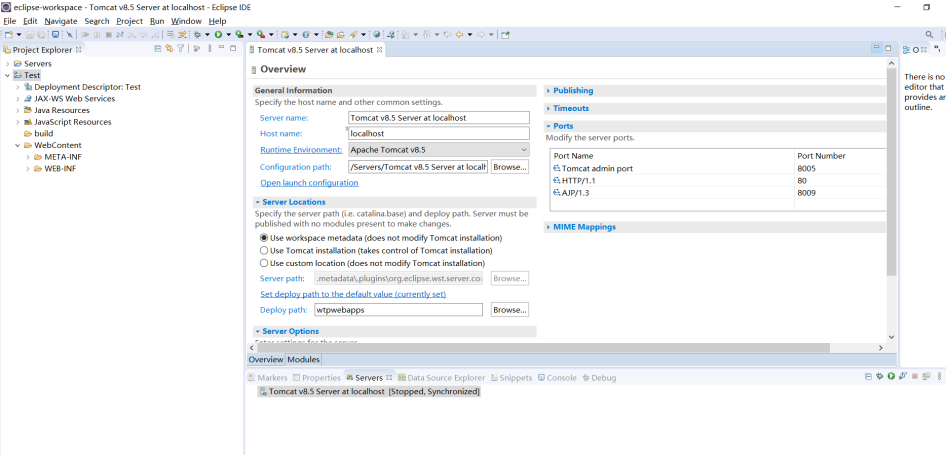 eclipse-workspace - Tomcat v8.5 Server at localhost - Eclipse IDE
File Edit Navigate Search Project Run Window Help
Project Explorer
Servers
Test
Deployment Descriptor: Test
JAX-WS Web Services
Java Resources
JavaScript Resources
build
WebContent
META-INF
WEB-INF
Tomcat v8.5 Server at localhost
Overview
General Information
Specify the host name and other common settings.
Server name: Tomcat v8.5 Server at localhost
Host name: localhost
Runtime Environment: Apache Tomcat v8.5
Configuration path: /Servers/Tomcat v8.5 Server at localh Browse...
Open launch configuration
Server Locations
Specify the server path (i.e. catalina.base) and deploy path. Server must be
published with no modules present to make changes.
Use workspace metadata (does not modify Tomcat installation)
Use Tomcat installation (takes control of Tomcat installation)
Use custom location (does not modify Tomcat installation)
Server path: .metadata\.plugins\org.eclipse.wst.server.co Browse...
Set deploy path to the default value (currently set)
Deploy path: wtpwebapps Browse...
Server Options
Enter settings for the server.
Publishing
Timeouts
Ports
Modify the server ports.
Port Name Port Number
Tomcat admin port 8005
HTTP/1.1 80
AJP/1.3 8009
MIME Mappings
Overview Modules
O
There is no
editor that
provides an
outline.
Markers Properties Servers Data Source Explorer Snippets Console Debug
Tomcat v8.5 Server at localhost [Stopped, Synchronized]